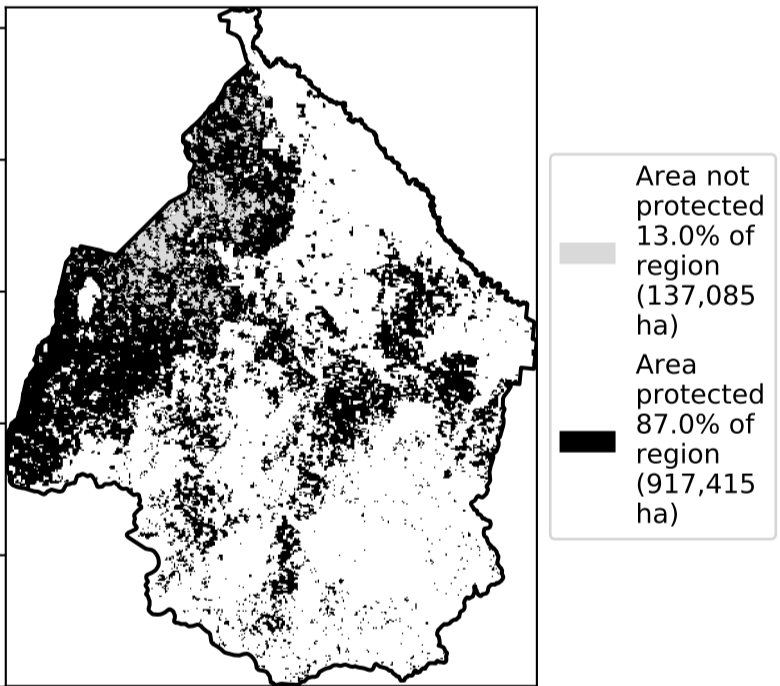 Area not
protected
13.0% of
region
(137,085
ha)
Area
protected
87.0% of
region
(917,415
ha)